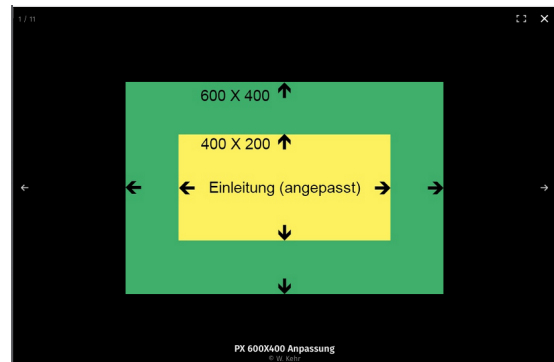 1 / 11
600 X 400
400 X 200
Einleitung (angepasst)
PX 600X400 Anpassung
© W. Kehr